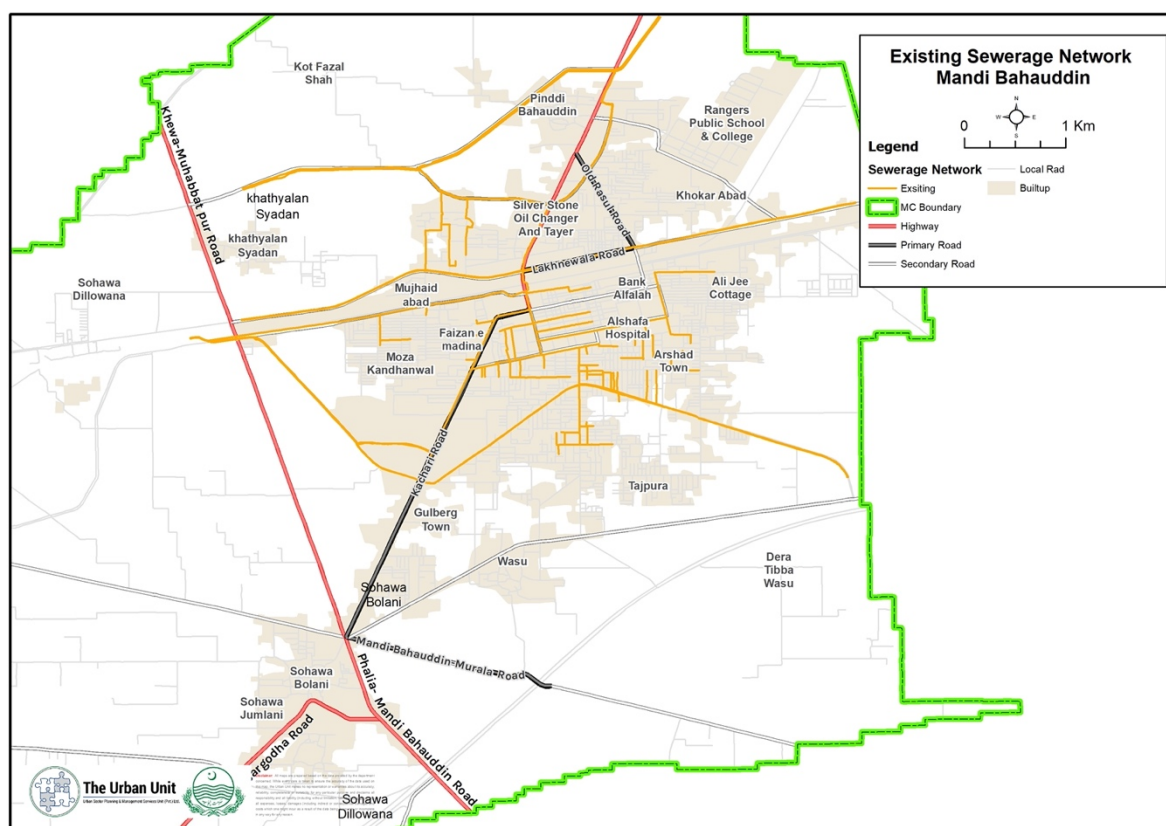 Existing Sewerage Network
Mandi Bahauddin
N
W
E
S
0
1 Km
Legend
Sewerage Network
Exsiting
MC Boundary
Highway
Primary Road
Secondary Road
Local Rad
Builtup
Kot Fazal
Shah
Pinddi
Bahauddin
Rangers
Public School
& College
Khewa-Muhabbat Pur Road
Old Rasul Road
khathyalan
Syadan
Khokar Abad
Silver Stone
Oil Changer
And Tayer
khathyalan
Syadan
Lakhnewala Road
Sohawa
Dillowana
Mujhaid
abad
Bank
Alfalah
Ali Jee
Cottage
Faizan e
madina
Alshafa
Hospital
Moza
Kandhanwal
Arshad
Town
Kachari Road
Tajpura
Gulberg
Town
Wasu
Dera
Tibba
Wasu
Sohawa
Bolani
Mandi-Bahauddin-Murala-Road
Phalia- Mandi Bahauddin Road
Sohawa
Bolani
Sohawa
Jumlani
argodha Road
Sohawa
Dillowana
The Urban Unit